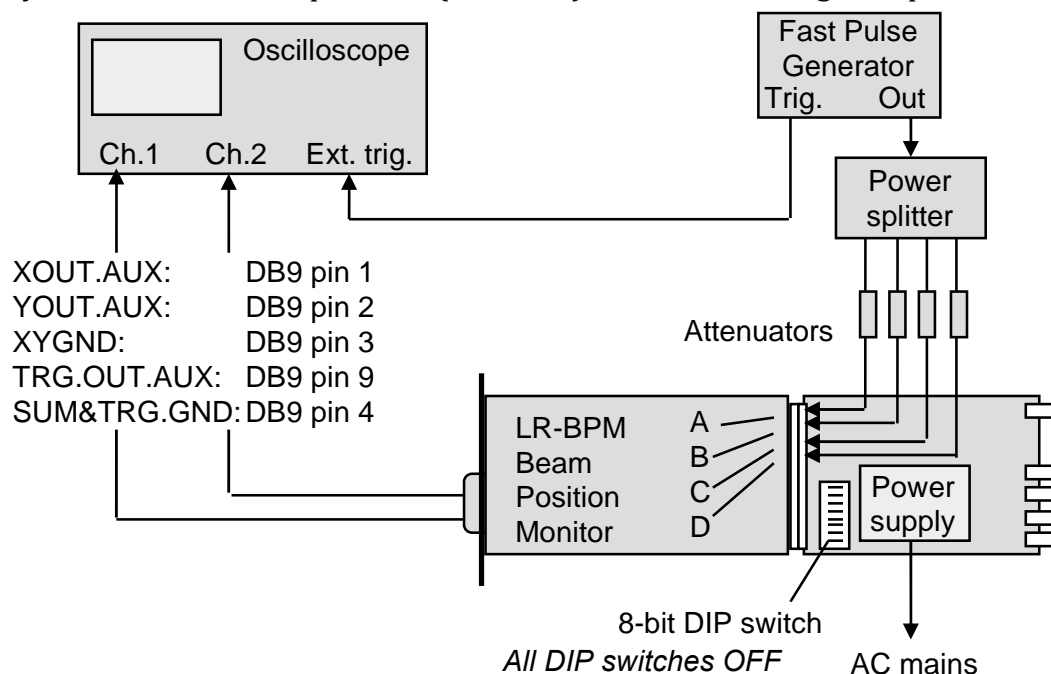 Oscilloscope
Ch.1 Ch.2 Ext. trig.
Fast Pulse
Generator
Trig. Out
Power
splitter
XOUT.AUX: DB9 pin 1
YOUT.AUX: DB9 pin 2
XYGND: DB9 pin 3
TRG.OUT.AUX: DB9 pin 9
SUM&TRG.GND: DB9 pin 4
Attenuators
LR-BPM
Beam
Position
Monitor
A
B
C
D
Power
supply
8-bit DIP switch
All DIP switches OFF
AC mains